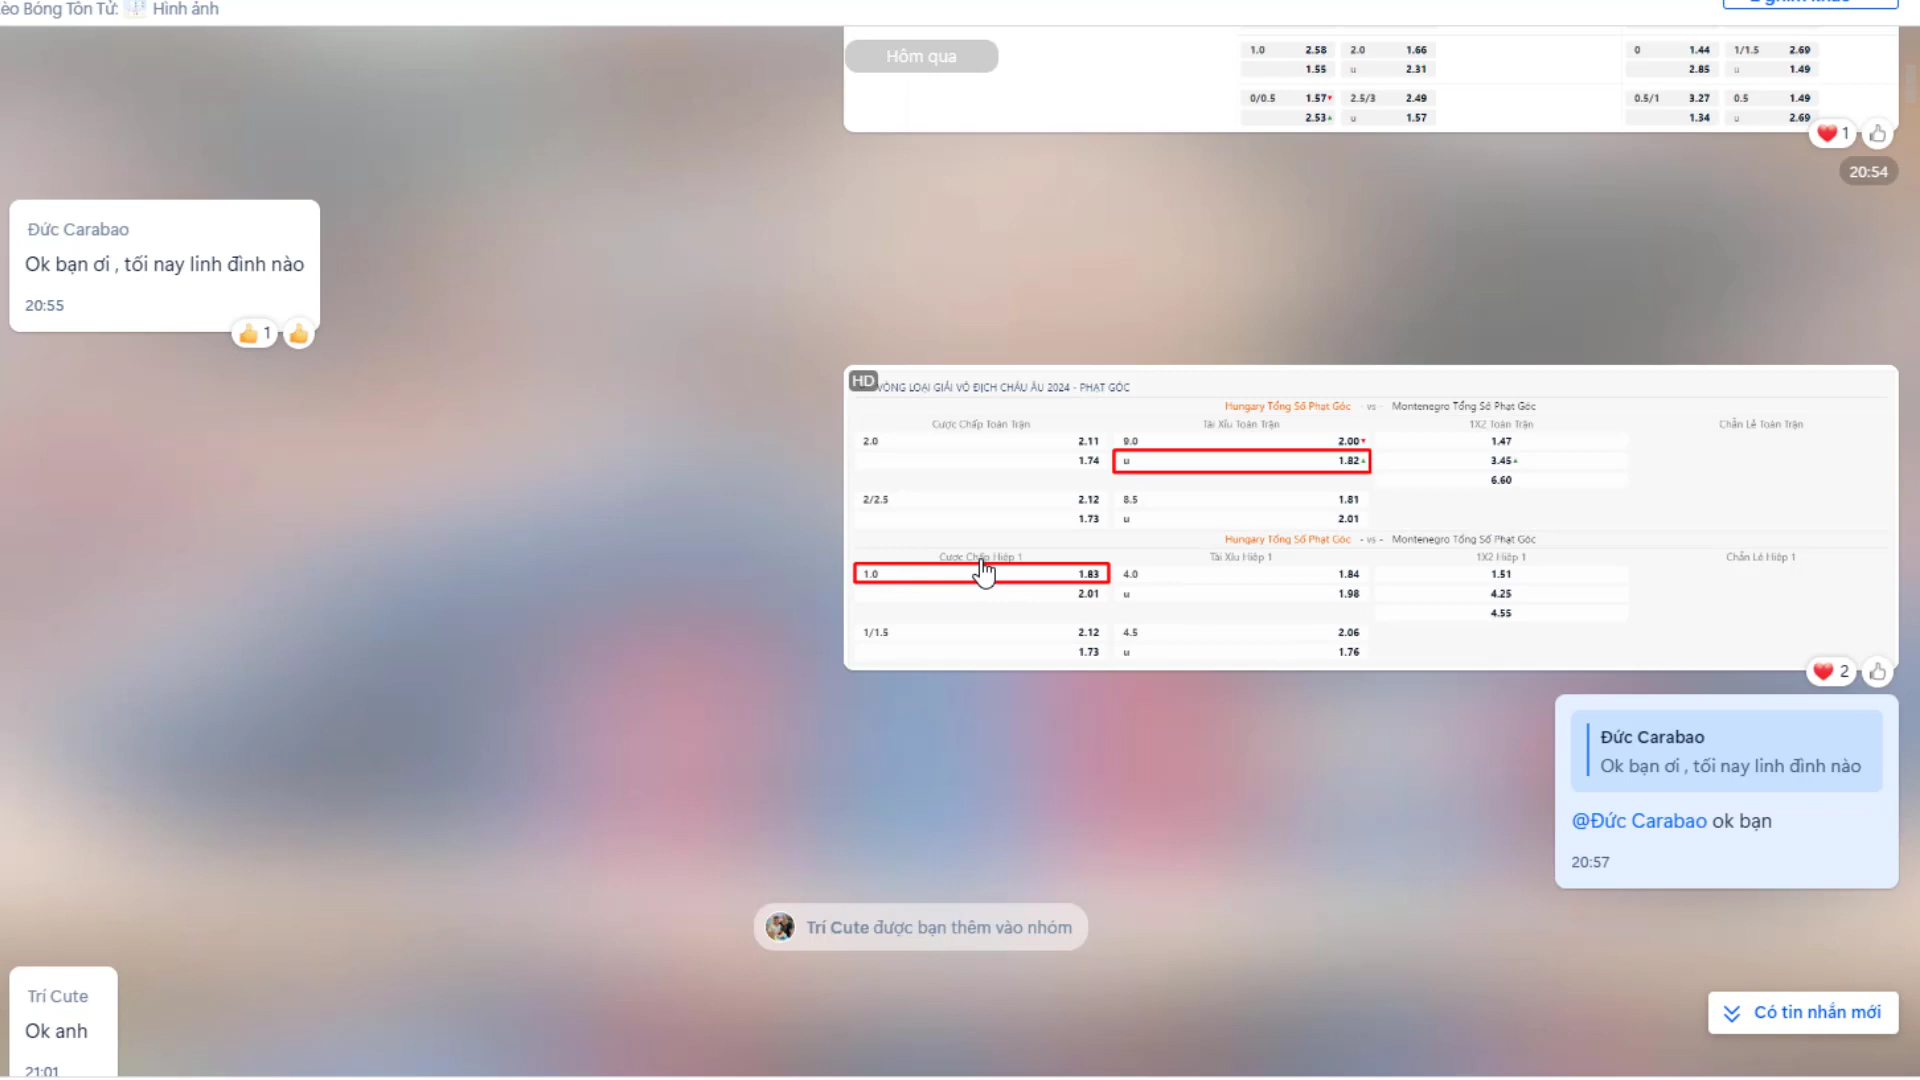 èo Bóng Tôn Tử: Hình ảnh
Hôm qua
1.0 2.58 2.0 1.66 0 1.44 1/1.5 2.69
1.55 u 2.31 2.85 u 1.49
0/0.5 1.57 2.5/3 2.49 0.5/1 3.27 0.5 1.49
2.53 u 1.57 1.34 u 2.69
1
20:54
Đức Carabao
Ok bạn ơi , tối nay linh đình nào
20:55
1
HD
VÒNG LOẠI GIẢI VÔ ĐỊCH CHÂU ÂU 2024 - PHẠT GÓC
Hungary Tổng Số Phạt Góc - vs - Montenegro Tổng Số Phạt Góc
Cược Chấp Toàn Trận Tài Xỉu Toàn Trận 1X2 Toàn Trận Chẵn Lẻ Toàn Trận
2.0 2.11 9.0 2.00 1.47
1.74 u 1.82 3.45
6.60
2/2.5 2.12 8.5 1.81
1.73 u 2.01
Hungary Tổng Số Phạt Góc - vs - Montenegro Tổng Số Phạt Góc
Cược Chấp Hiệp 1 Tài Xỉu Hiệp 1 1X2 Hiệp 1 Chẵn Lẻ Hiệp 1
1.0 1.83 4.0 1.84 1.51
2.01 u 1.98 4.25
4.55
1/1.5 2.12 4.5 2.06
1.73 u 1.76
2
Đức Carabao
Ok bạn ơi , tối nay linh đình nào
@Đức Carabao ok bạn
20:57
Trí Cute được bạn thêm vào nhóm
Trí Cute
Ok anh
21:01
Có tin nhắn mới